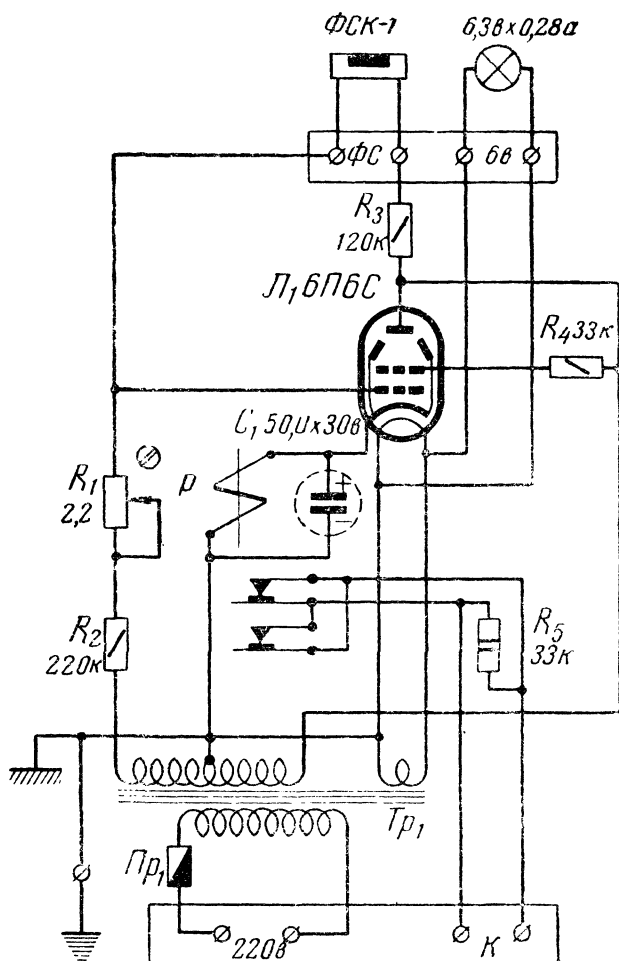 ФСК-1
6,3в×0,28а
ФС
6в
R3
120к
Л1 6П6С
R4 33к
C1 50,0×30в
+
−
R1
2,2
P
R2
220к
R5
33к
Тр1
Пр1
220в
К